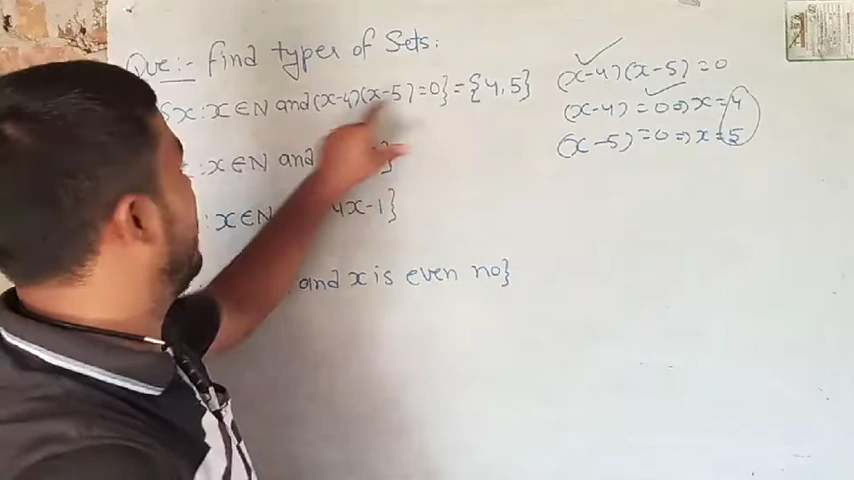 Que :- Find types of Sets:
{x : x ∈ N and (x-4)(x-5)=0} = {4,5}
: x ∈ N and }
: x ∈ N 4x-1}
and x is even no}
(x-4)(x-5) = 0
(x-4) = 0 ⇒ x = 4
(x-5) = 0 ⇒ x = 5